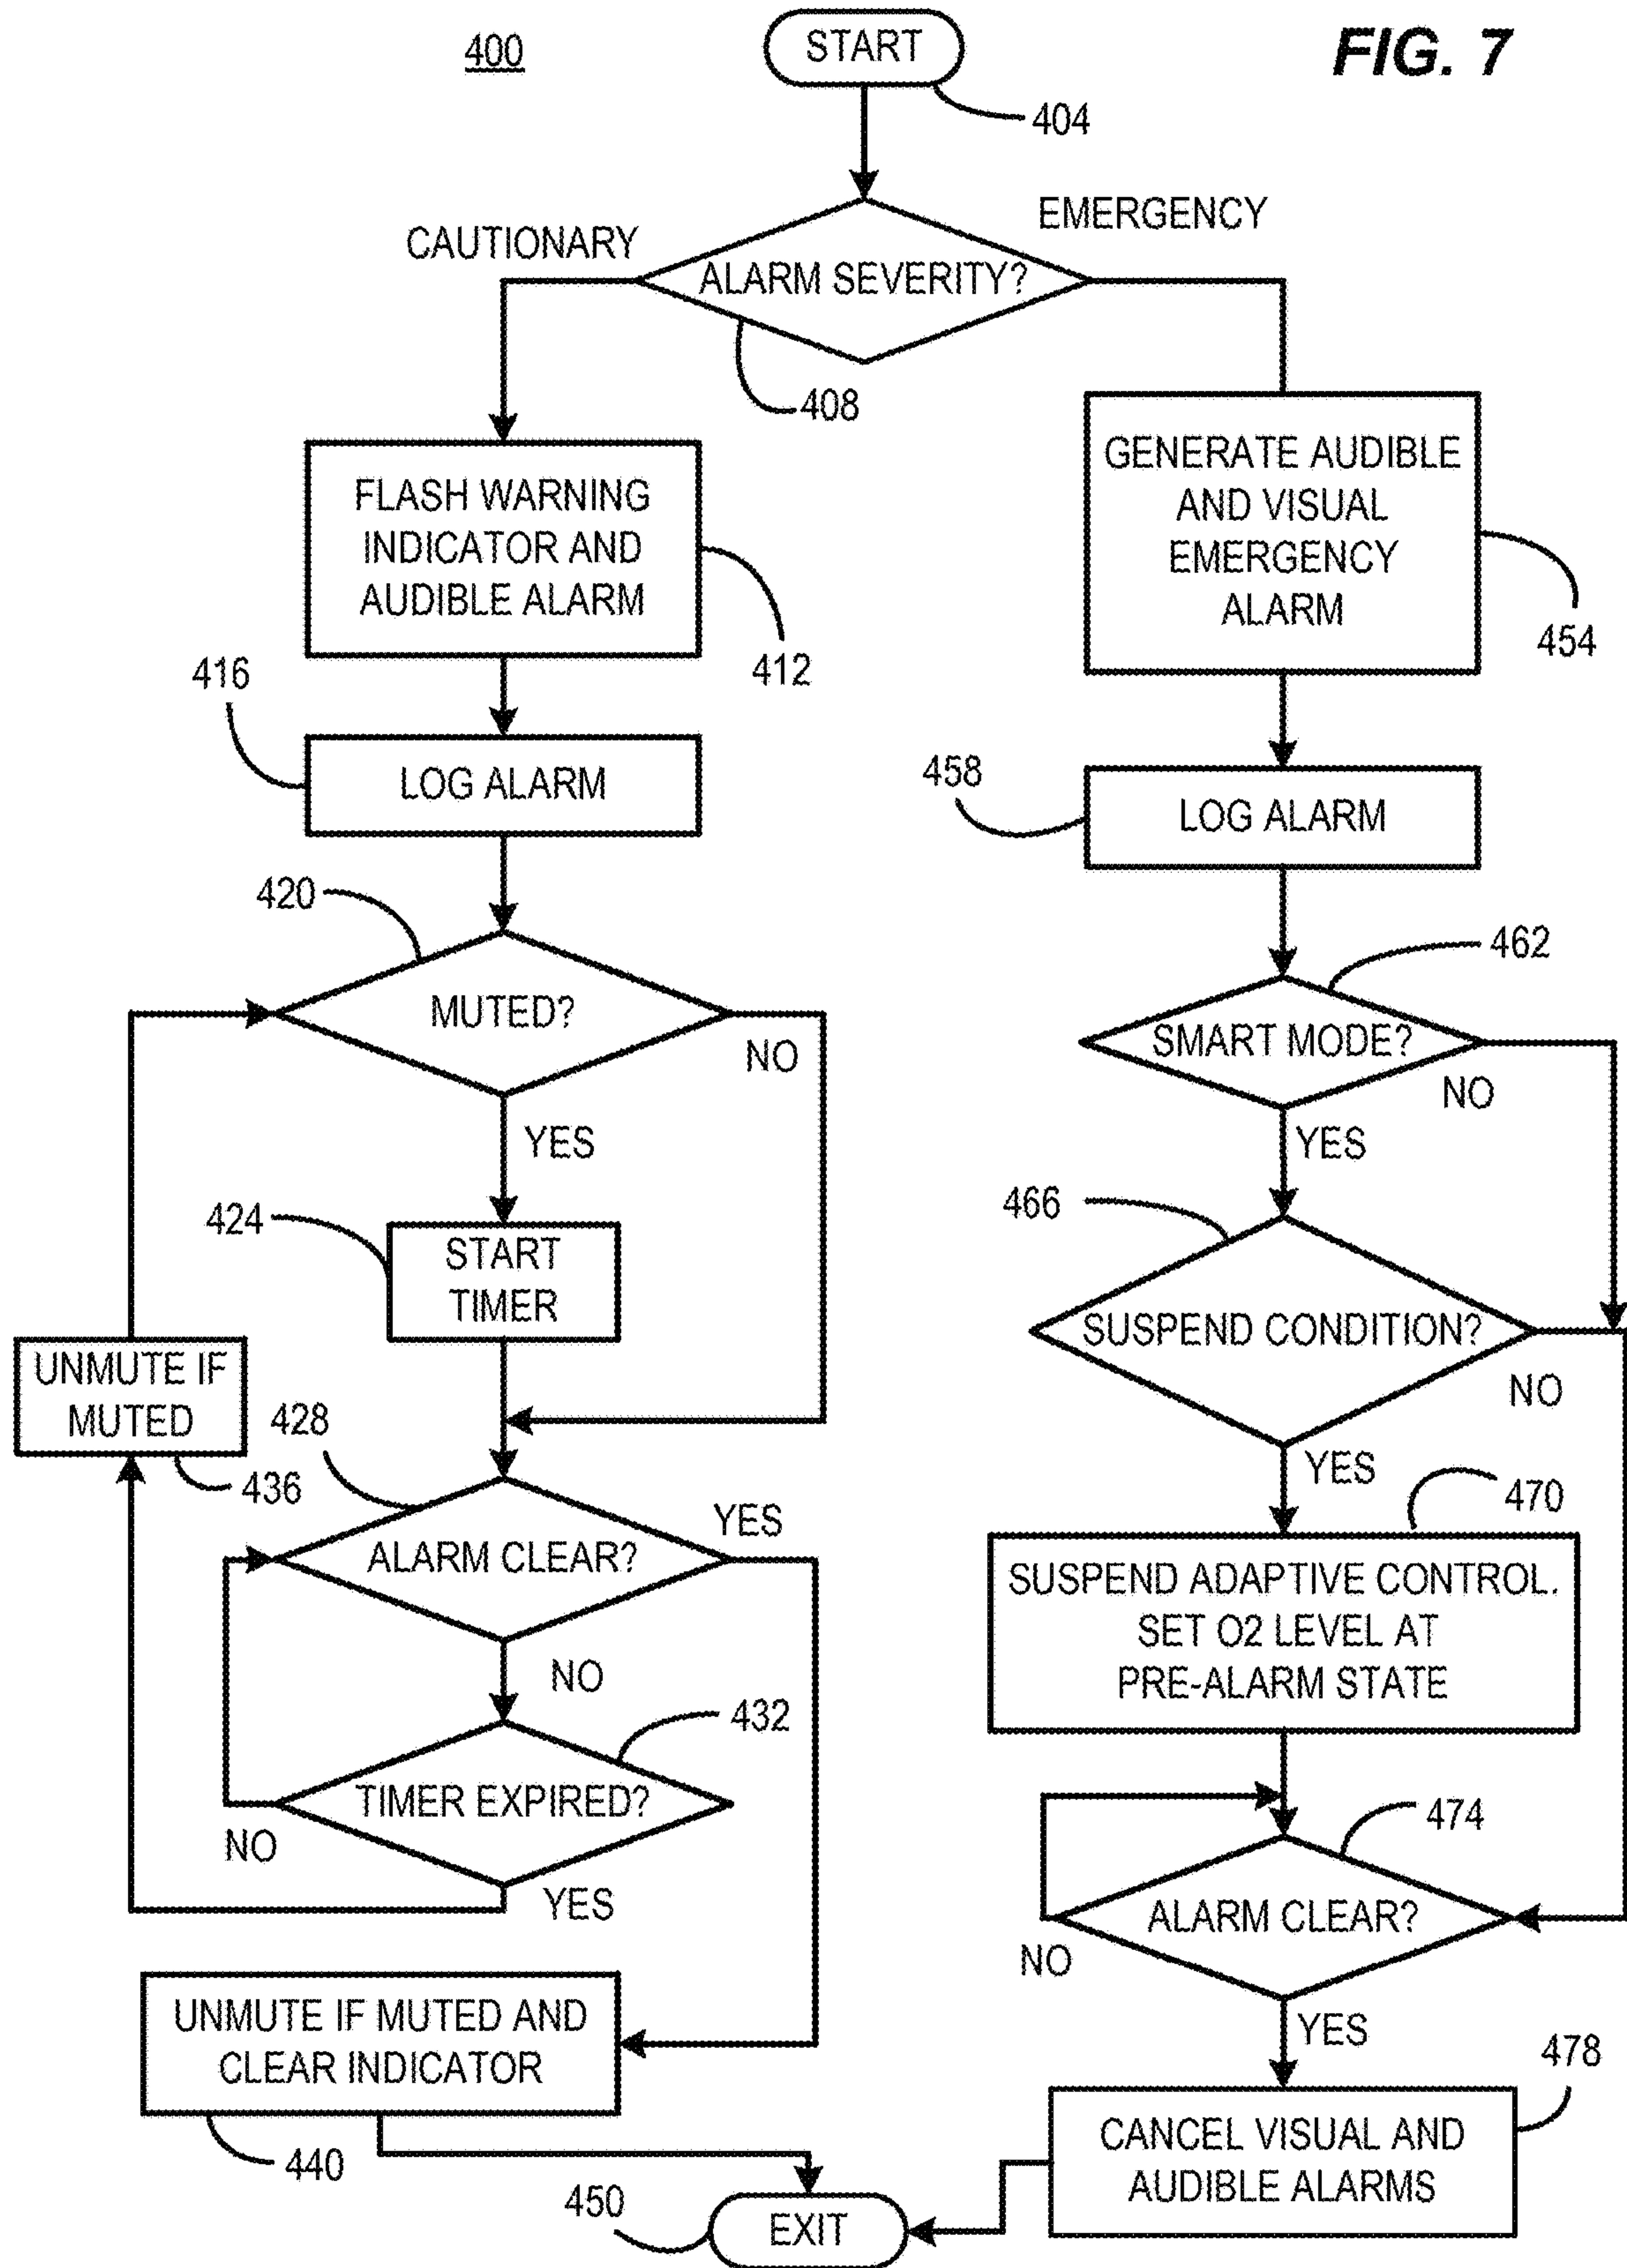 400
START
FIG. 7
404
CAUTIONARY
EMERGENCY
ALARM SEVERITY?
408
FLASH WARNING
INDICATOR AND
AUDIBLE ALARM
412
GENERATE AUDIBLE
AND VISUAL
EMERGENCY
ALARM
454
416
LOG ALARM
458
LOG ALARM
420
MUTED?
NO
YES
462
SMART MODE?
NO
YES
424
START
TIMER
466
SUSPEND CONDITION?
NO
YES
UNMUTE IF
MUTED
436
428
ALARM CLEAR?
YES
NO
470
SUSPEND ADAPTIVE CONTROL.
SET O2 LEVEL AT
PRE-ALARM STATE
432
TIMER EXPIRED?
NO
YES
474
ALARM CLEAR?
NO
YES
UNMUTE IF MUTED AND
CLEAR INDICATOR
440
478
CANCEL VISUAL AND
AUDIBLE ALARMS
450
EXIT